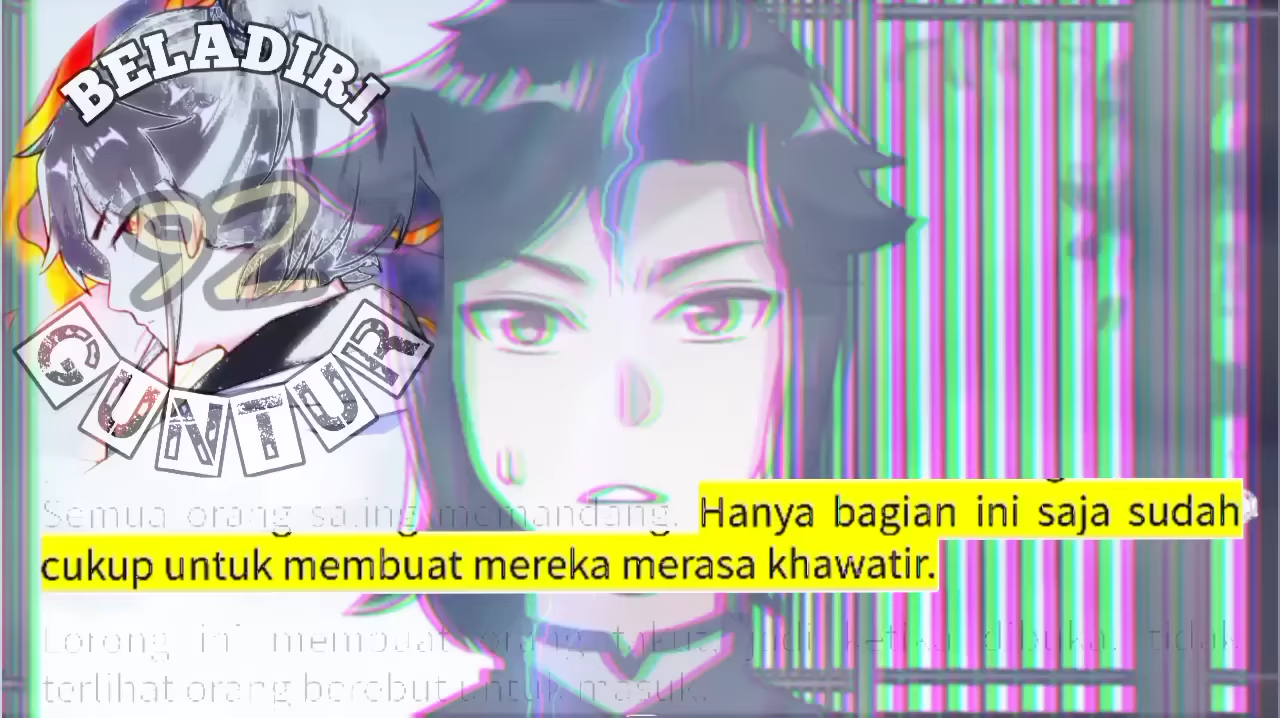 BELADIRI
92
GUNTUR
Semua orang saling memandang. Hanya bagian ini saja sudah
cukup untuk membuat mereka merasa khawatir.
Lorong ini membuat orang takut, jadi ketika dibuka, tidak
terlihat orang berebut untuk masuk.